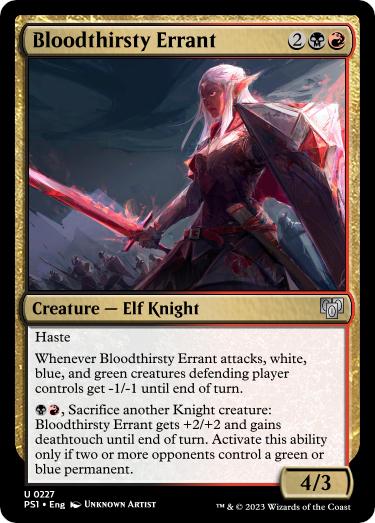 Bloodthirsty Errant 2
Creature — Elf Knight
Haste
Whenever Bloodthirsty Errant attacks, white,
blue, and green creatures defending player
controls get -1/-1 until end of turn.
, Sacrifice another Knight creature:
Bloodthirsty Errant gets +2/+2 and gains
deathtouch until end of turn. Activate this ability
only if two or more opponents control a green or
blue permanent.
4/3
U 0227
PS1 • Eng Unknown Artist
™ & © 2023 Wizards of the Coast